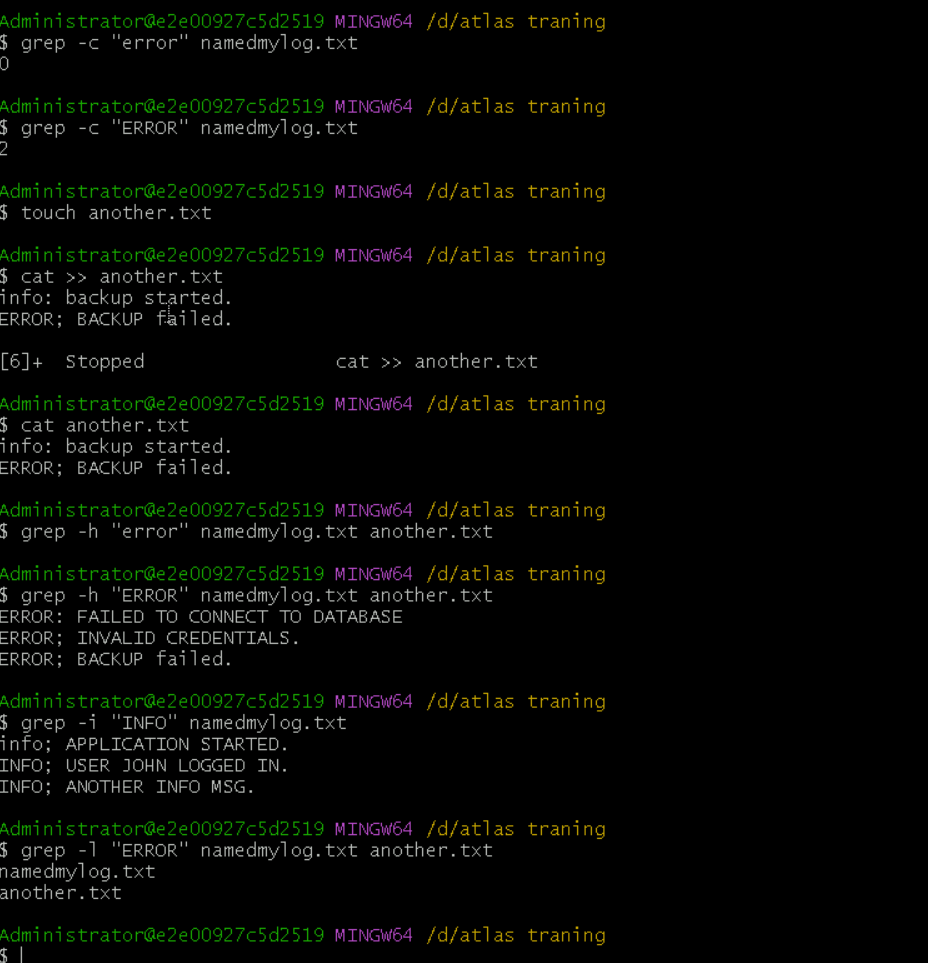 Administrator@e2e00927c5d2519 MINGW64 /d/atlas traning
$ grep -c "error" namedmylog.txt
0
Administrator@e2e00927c5d2519 MINGW64 /d/atlas traning
$ grep -c "ERROR" namedmylog.txt
2
Administrator@e2e00927c5d2519 MINGW64 /d/atlas traning
$ touch another.txt
Administrator@e2e00927c5d2519 MINGW64 /d/atlas traning
$ cat >> another.txt
info: backup started.
ERROR; BACKUP failed.
[6]+  Stopped                 cat >> another.txt
Administrator@e2e00927c5d2519 MINGW64 /d/atlas traning
$ cat another.txt
info: backup started.
ERROR; BACKUP failed.
Administrator@e2e00927c5d2519 MINGW64 /d/atlas traning
$ grep -h "error" namedmylog.txt another.txt
Administrator@e2e00927c5d2519 MINGW64 /d/atlas traning
$ grep -h "ERROR" namedmylog.txt another.txt
ERROR: FAILED TO CONNECT TO DATABASE
ERROR; INVALID CREDENTIALS.
ERROR; BACKUP failed.
Administrator@e2e00927c5d2519 MINGW64 /d/atlas traning
$ grep -i "INFO" namedmylog.txt
info; APPLICATION STARTED.
INFO; USER JOHN LOGGED IN.
INFO; ANOTHER INFO MSG.
Administrator@e2e00927c5d2519 MINGW64 /d/atlas traning
$ grep -l "ERROR" namedmylog.txt another.txt
namedmylog.txt
another.txt
Administrator@e2e00927c5d2519 MINGW64 /d/atlas traning
$